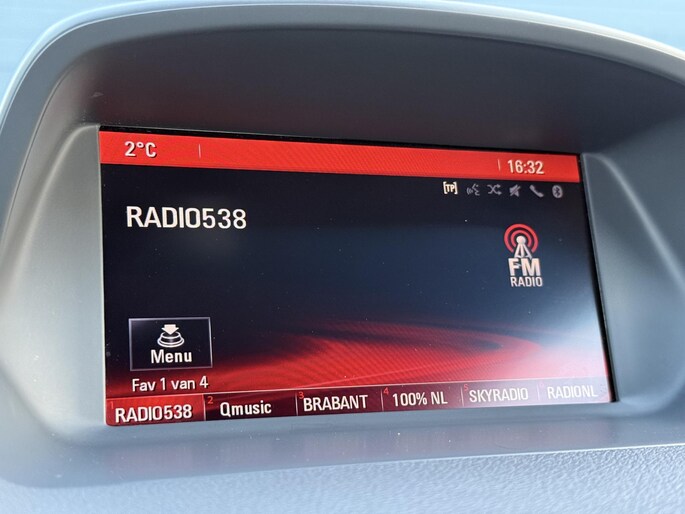 2°C 16:32
[TP]
RADIO538
FM
RADIO
Menu
Fav 1 van 4
RADIO538 2 Qmusic 3 BRABANT 4 100% NL 5 SKYRADIO RADIONL